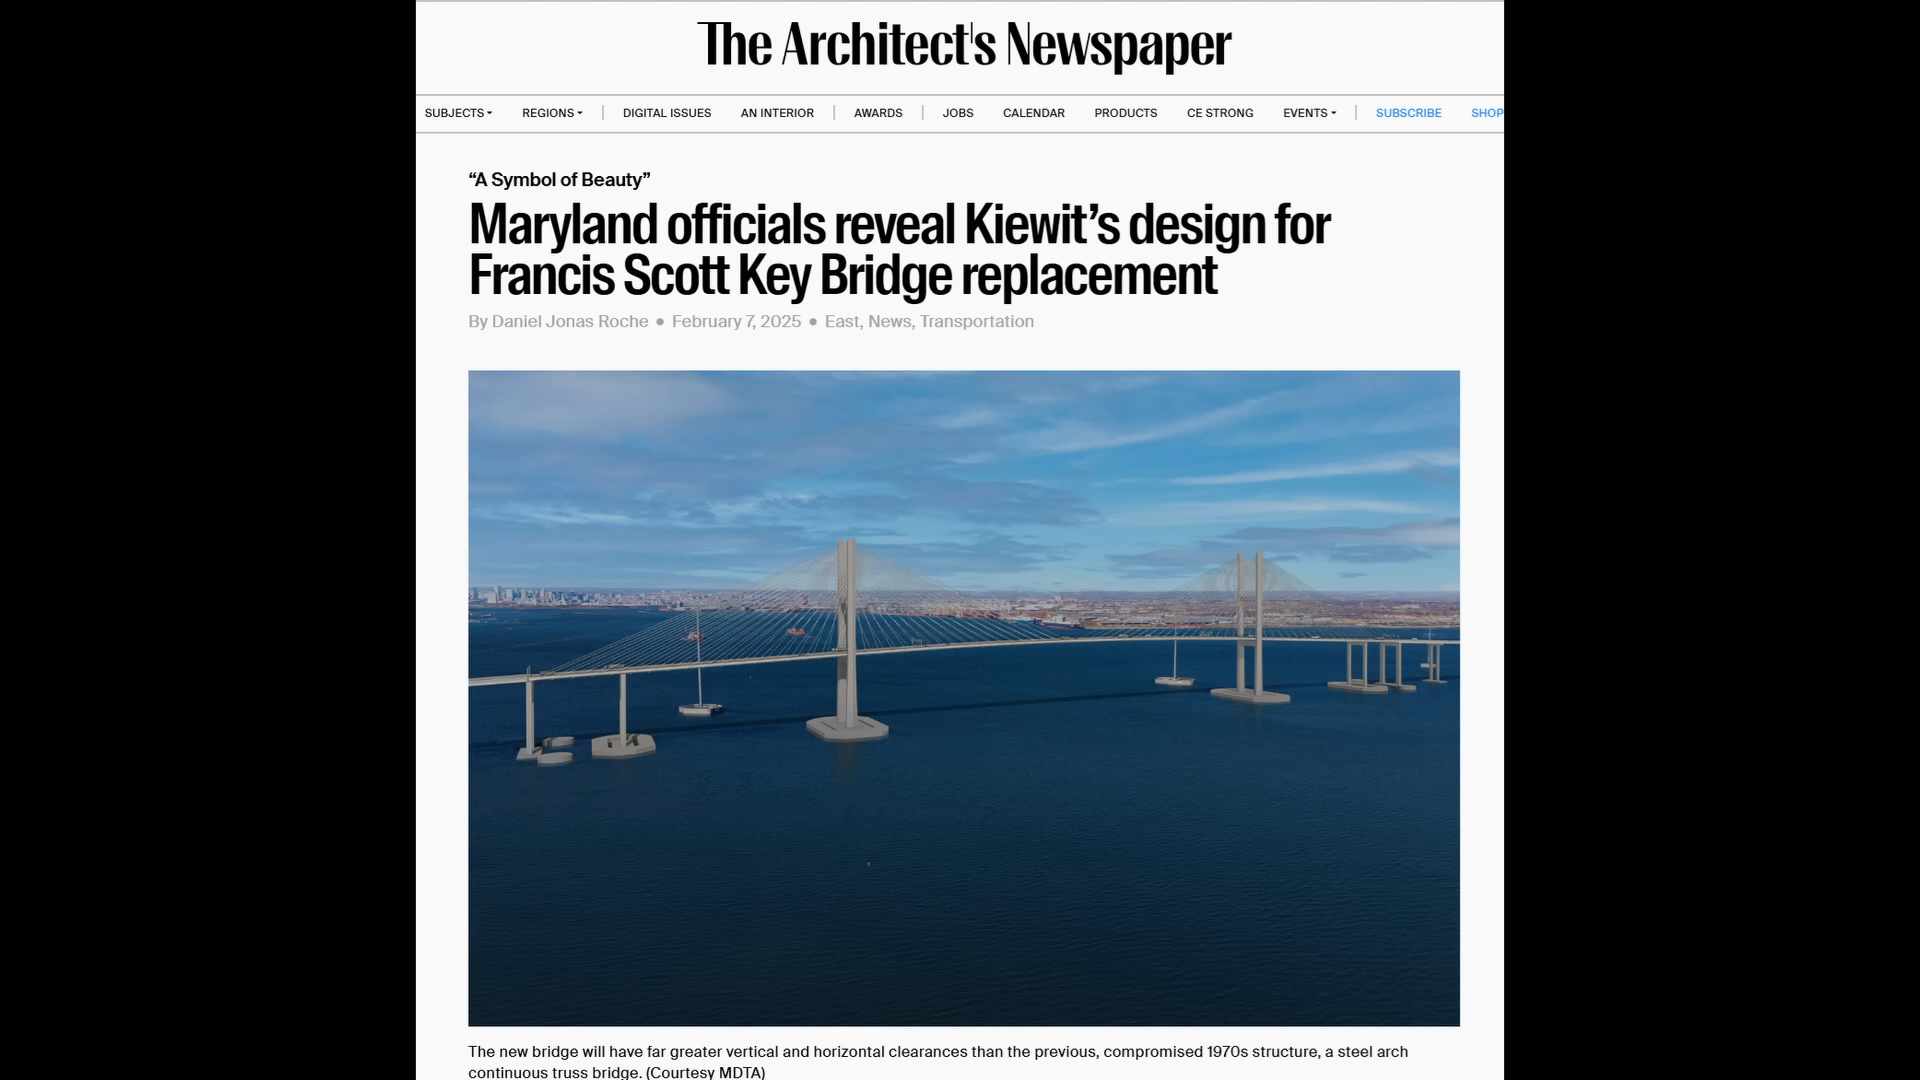 The Architect's Newspaper
SUBJECTS REGIONS DIGITAL ISSUES AN INTERIOR AWARDS JOBS CALENDAR PRODUCTS CE STRONG EVENTS SUBSCRIBE SHOP
“A Symbol of Beauty”
Maryland officials reveal Kiewit’s design for
Francis Scott Key Bridge replacement
By Daniel Jonas Roche ● February 7, 2025 ● East, News, Transportation
The new bridge will have far greater vertical and horizontal clearances than the previous, compromised 1970s structure, a steel arch
continuous truss bridge. (Courtesy MDTA)